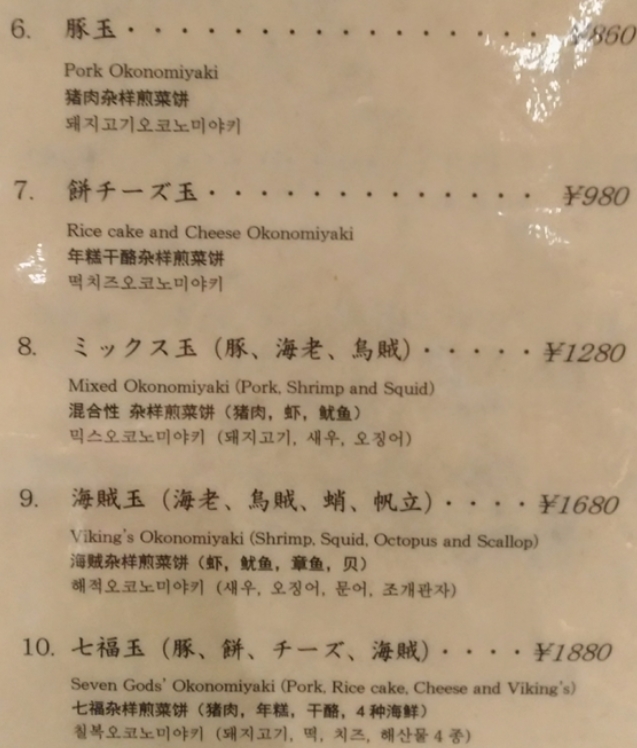 6. 豚玉・・・・・・・・・・・・・・・・ ¥860
Pork Okonomiyaki
猪肉杂样煎菜饼
돼지고기오코노미야키
7. 餅チーズ玉・・・・・・・・・・・・・ ¥980
Rice cake and Cheese Okonomiyaki
年糕干酪杂样煎菜饼
떡치즈오코노미야키
8. ミックス玉（豚、海老、烏賊）・・・・・¥1280
Mixed Okonomiyaki (Pork, Shrimp and Squid)
混合性 杂样煎菜饼（猪肉，虾，鱿鱼）
믹스오코노미야키 (돼지고기, 새우, 오징어)
9. 海賊玉（海老、烏賊、蛸、帆立）・・・・¥1680
Viking's Okonomiyaki (Shrimp, Squid, Octopus and Scallop)
海贼杂样煎菜饼（虾，鱿鱼，章鱼，贝）
해적오코노미야키 (새우, 오징어, 문어, 조개관자)
10. 七福玉（豚、餅、チーズ、海賊）・・・・¥1880
Seven Gods' Okonomiyaki (Pork, Rice cake, Cheese and Viking's)
七福杂样煎菜饼（猪肉，年糕，干酪，4种海鲜）
칠복오코노미야키 (돼지고기, 떡, 치즈, 해산물 4 종)